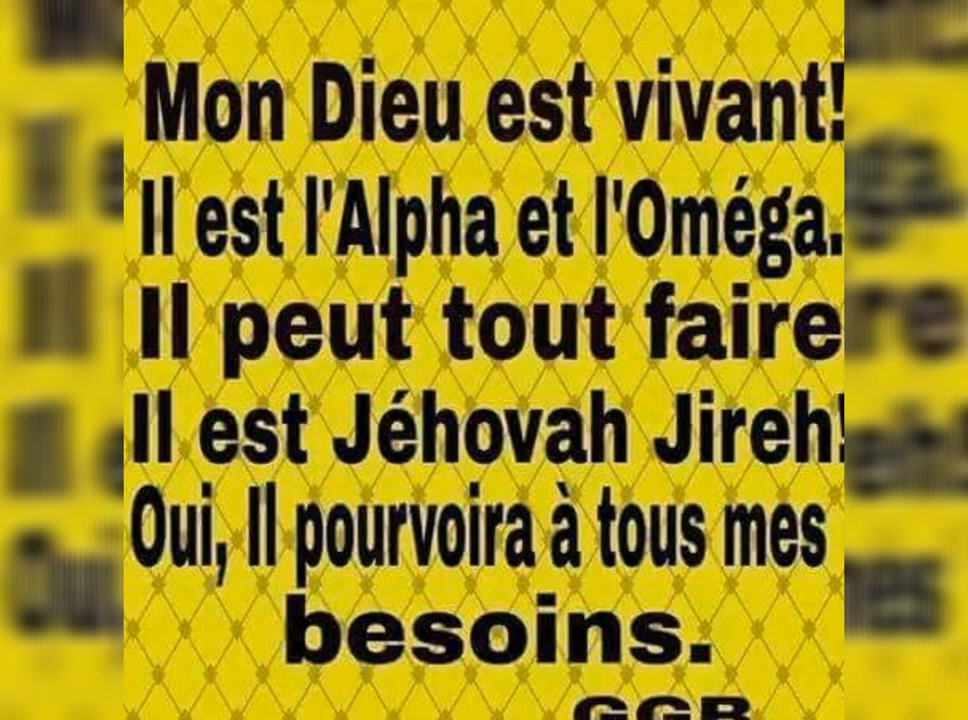 Mon Dieu est vivant!
Il est l'Alpha et l'Oméga.
Il peut tout faire
Il est Jéhovah Jireh!
Oui, Il pourvoira à tous mes
besoins.
GGB